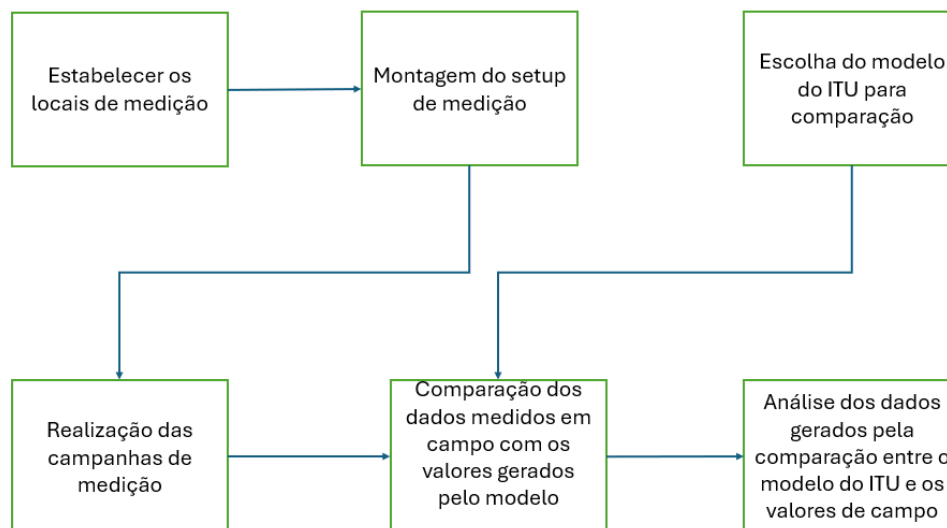 Estabelecer os
locais de medição
Montagem do setup
de medição
Escolha do modelo
do ITU para
comparação
Realização das
campanhas de
medição
Comparação dos
dados medidos em
campo com os
valores gerados
pelo modelo
Análise dos dados
gerados pela
comparação entre o
modelo do ITU e os
valores de campo